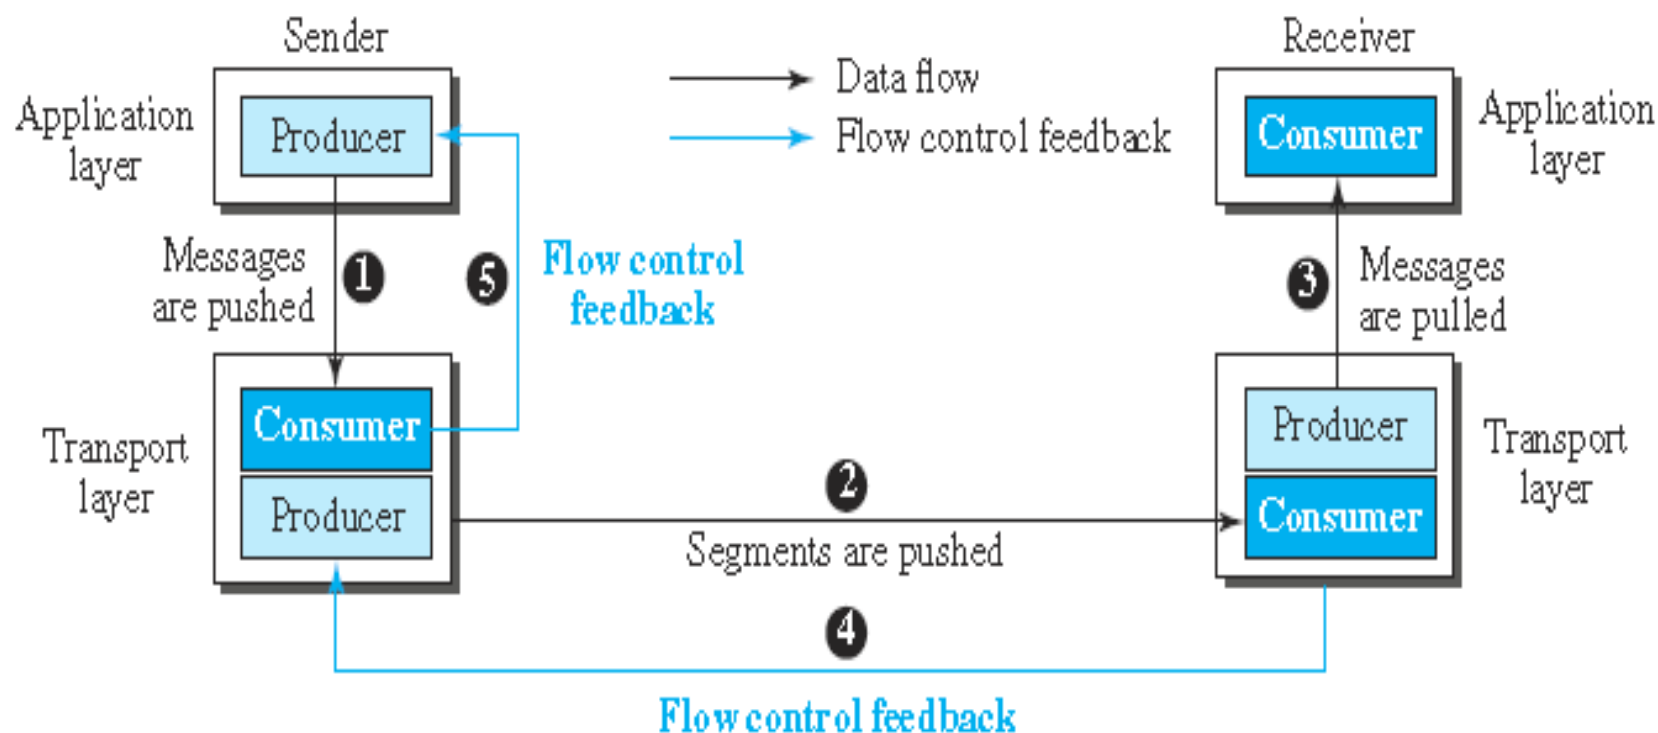 Sender
Receiver
Data flow
Flow control feedback
Application
layer
Producer
Consumer
Application
layer
Messages
are pushed
1
5
Flow control
feedback
3
Messages
are pulled
Transport
layer
Consumer
Producer
2
Segments are pushed
Producer
Consumer
Transport
layer
4
Flow control feedback